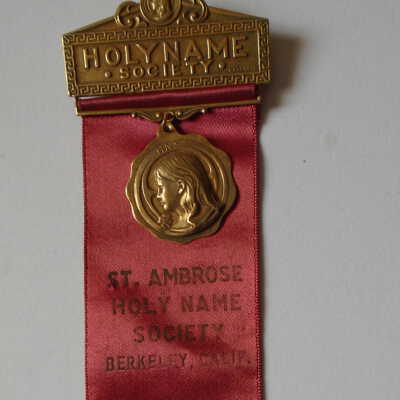 HOLY NAME
• SOCIETY •
ST. AMBROSE
HOLY NAME
SOCIETY
BERKELEY, CALIF.